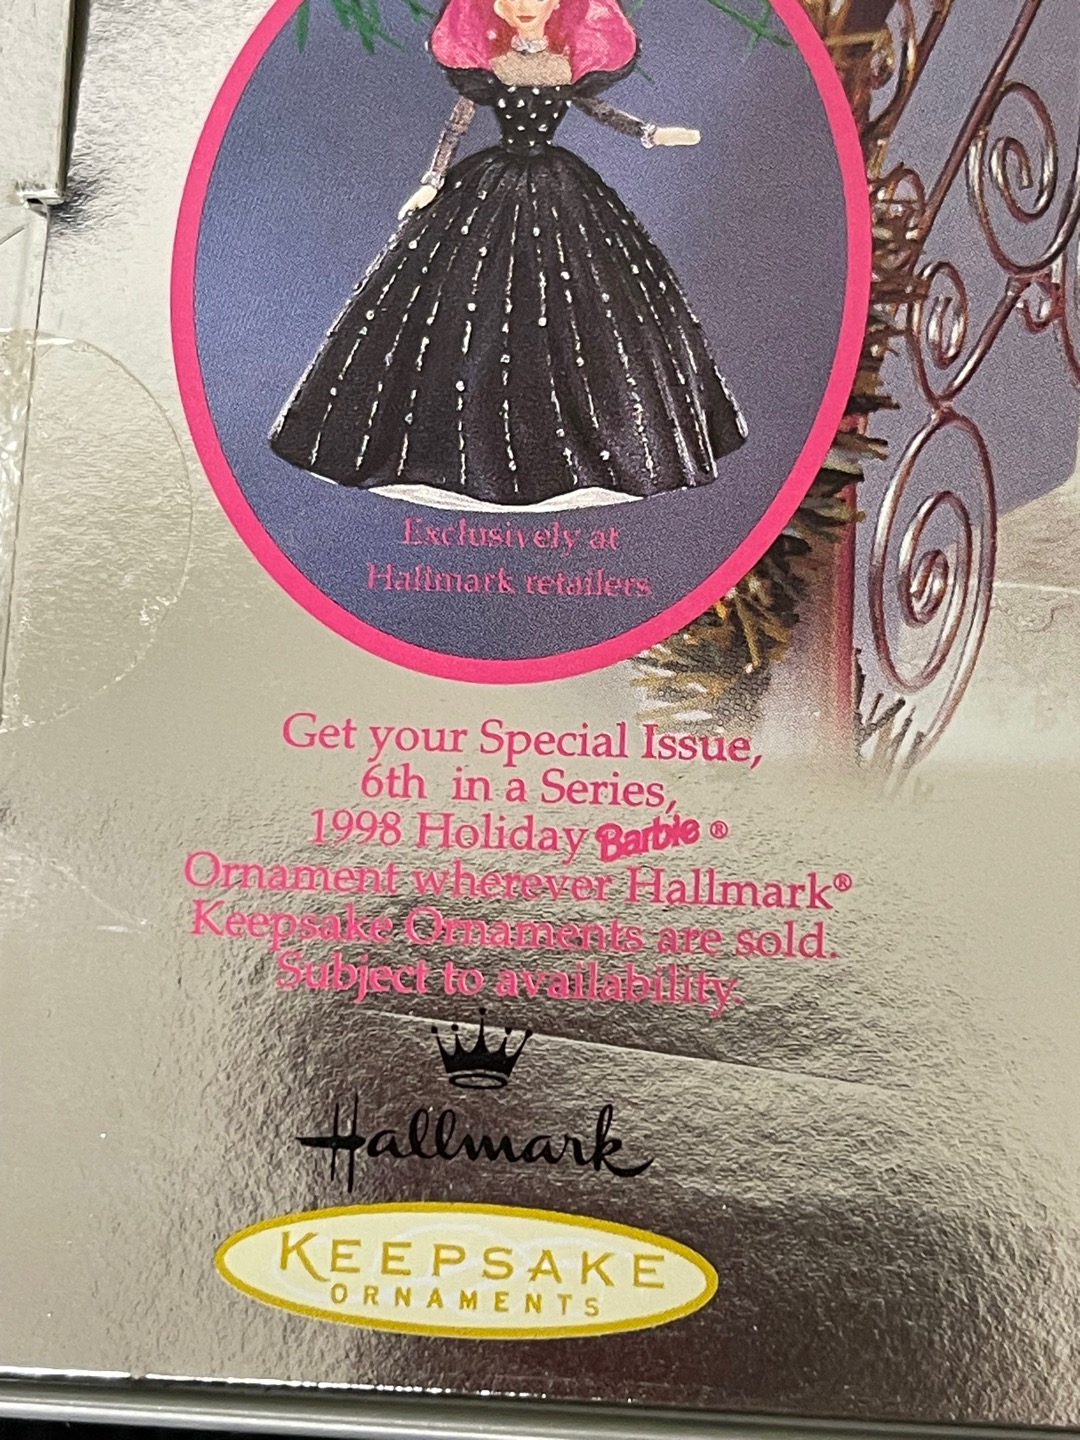 Exclusively at
Hallmark retailers
Get your Special Issue,
6th in a Series,
1998 Holiday Barbie ®
Ornament wherever Hallmark®
Keepsake Ornaments are sold.
Subject to availability.
Hallmark
KEEPSAKE
ORNAMENTS